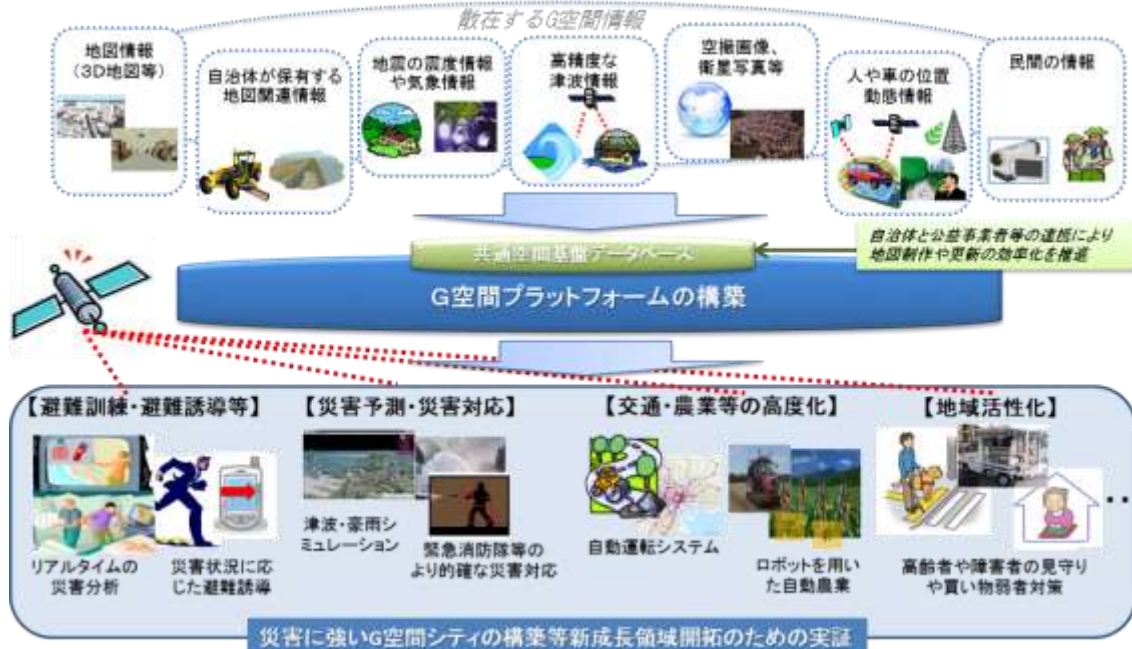 散在するG空間情報
地図情報
（3D地図等）
自治体が保有する
地図関連情報
地震の震度情報
や気象情報
高精度な
津波情報
空撮画像、
衛星写真等
人や車の位置
動態情報
民間の情報
共通空間基盤データベース
自治体と公益事業者等の連携により
地図制作や更新の効率化を推進
G空間プラットフォームの構築
【避難訓練・避難誘導等】
【災害予測・災害対応】
【交通・農業等の高度化】
【地域活性化】
リアルタイムの
災害分析
災害状況に応
じた避難誘導
津波・豪雨シ
ミュレーション
緊急消防隊等の
より的確な災害対応
自動運転システム
ロボットを用い
た自動農業
高齢者や障害者の見守り
や買い物弱者対策
・・
災害に強いG空間シティの構築等新成長領域開拓のための実証